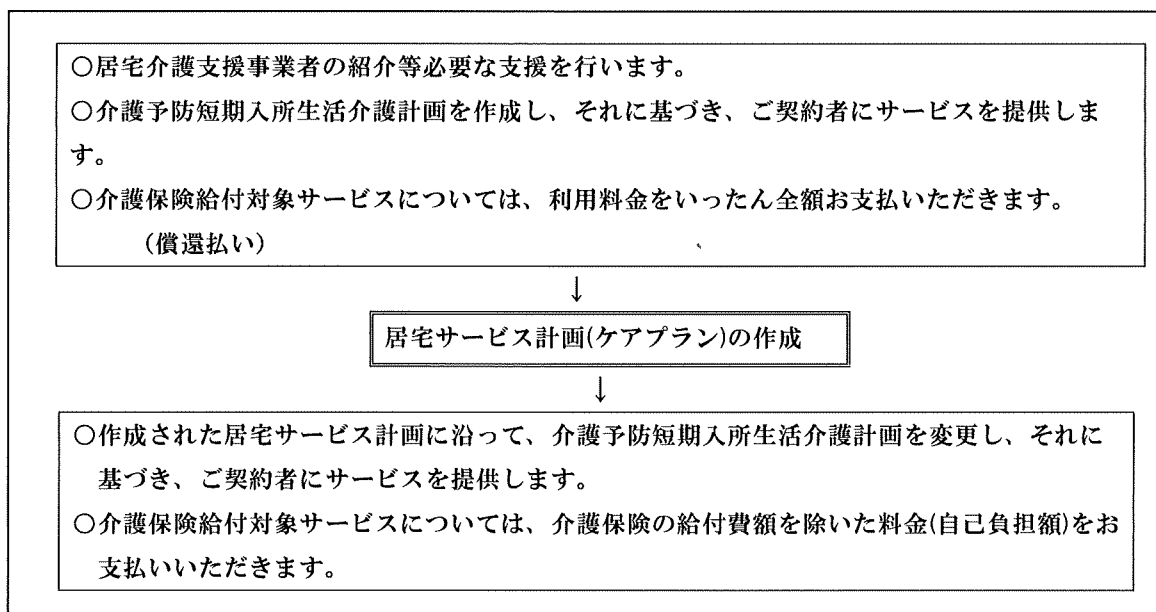 ○居宅介護支援事業者の紹介等必要な支援を行います。
○介護予防短期入所生活介護計画を作成し、それに基づき、ご契約者にサービスを提供しま
す。
○介護保険給付対象サービスについては、利用料金をいったん全額お支払いただきます。
(償還払い)
↓
居宅サービス計画(ケアプラン)の作成
↓
○作成された居宅サービス計画に沿って、介護予防短期入所生活介護計画を変更し、それに
基づき、ご契約者にサービスを提供します。
○介護保険給付対象サービスについては、介護保険の給付費額を除いた料金(自己負担額)をお
支払いいただきます。